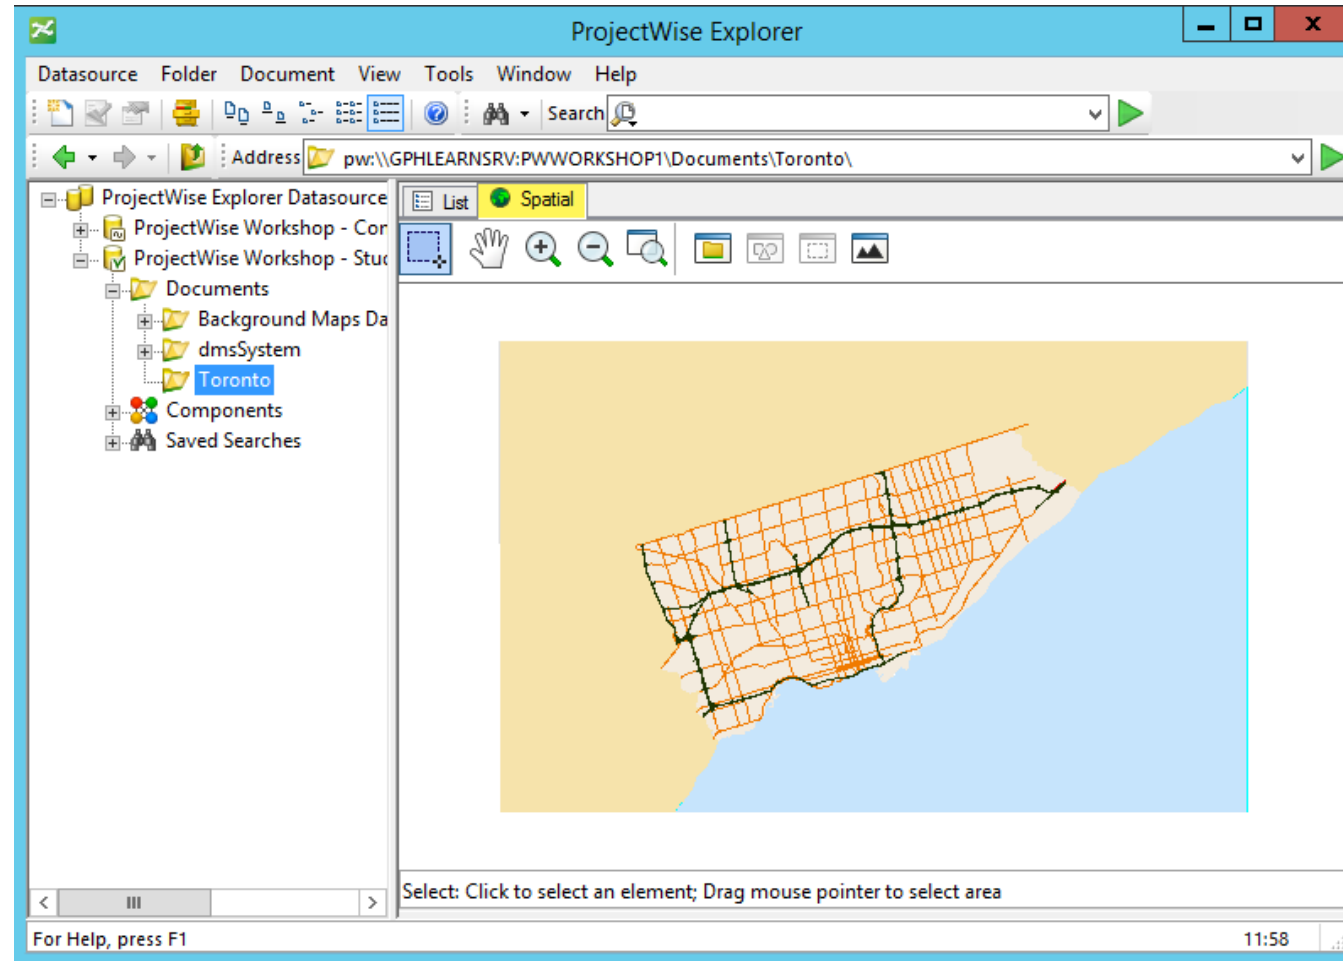 ProjectWise Explorer
Datasource Folder Document View Tools Window Help
Search
Address pw:\\GPHLEARNSRV:PWWORKSHOP1\Documents\Toronto\
ProjectWise Explorer Datasource
List Spatial
ProjectWise Workshop - Con
ProjectWise Workshop - Stud
Documents
Background Maps Da
dmsSystem
Toronto
Components
Saved Searches
Select: Click to select an element; Drag mouse pointer to select area
For Help, press F1 11:58